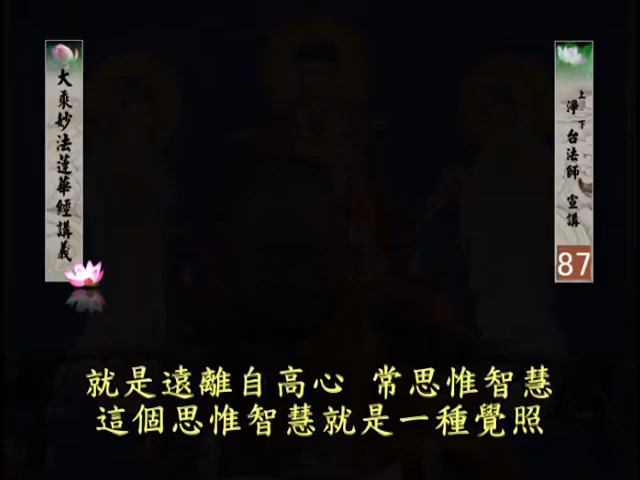 大乘妙法蓮華經講義
上淨下台法師 宣講
87
就是遠離自高心 常思惟智慧
這個思惟智慧就是一種覺照